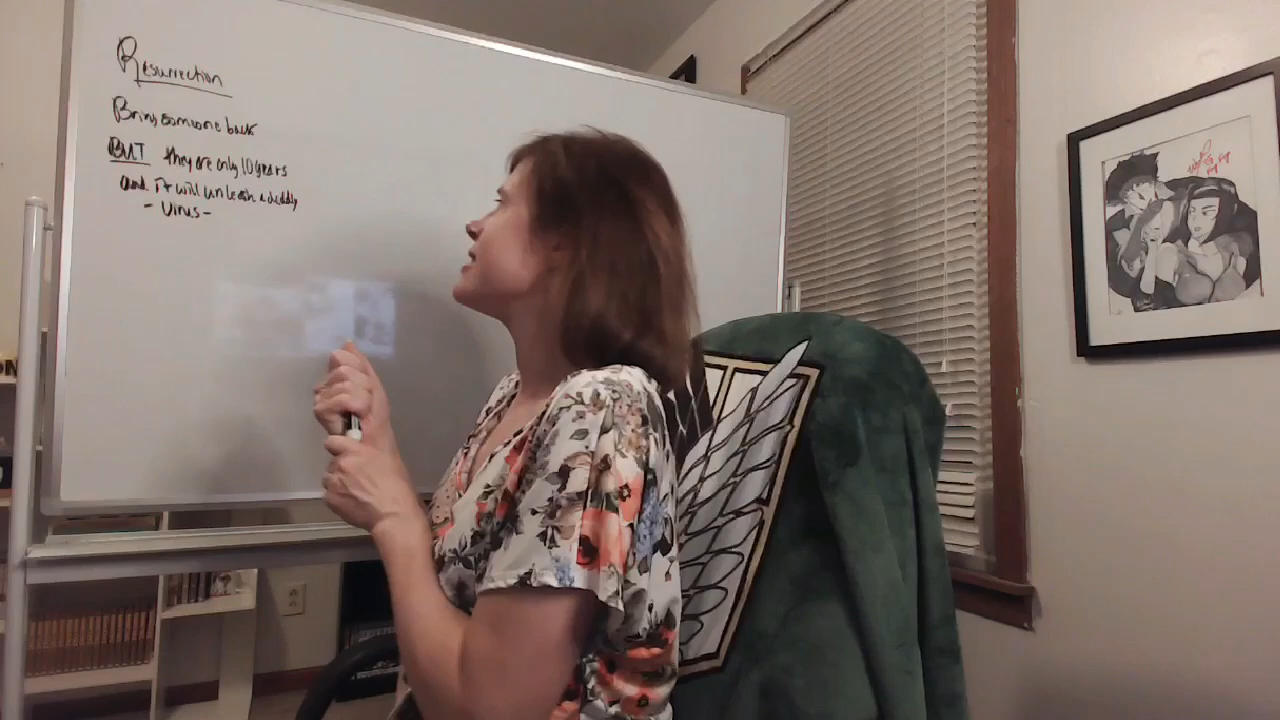 Resurrection
Bring someone back
BUT they are only 10 years
and it will unleash a deadly
- Virus -